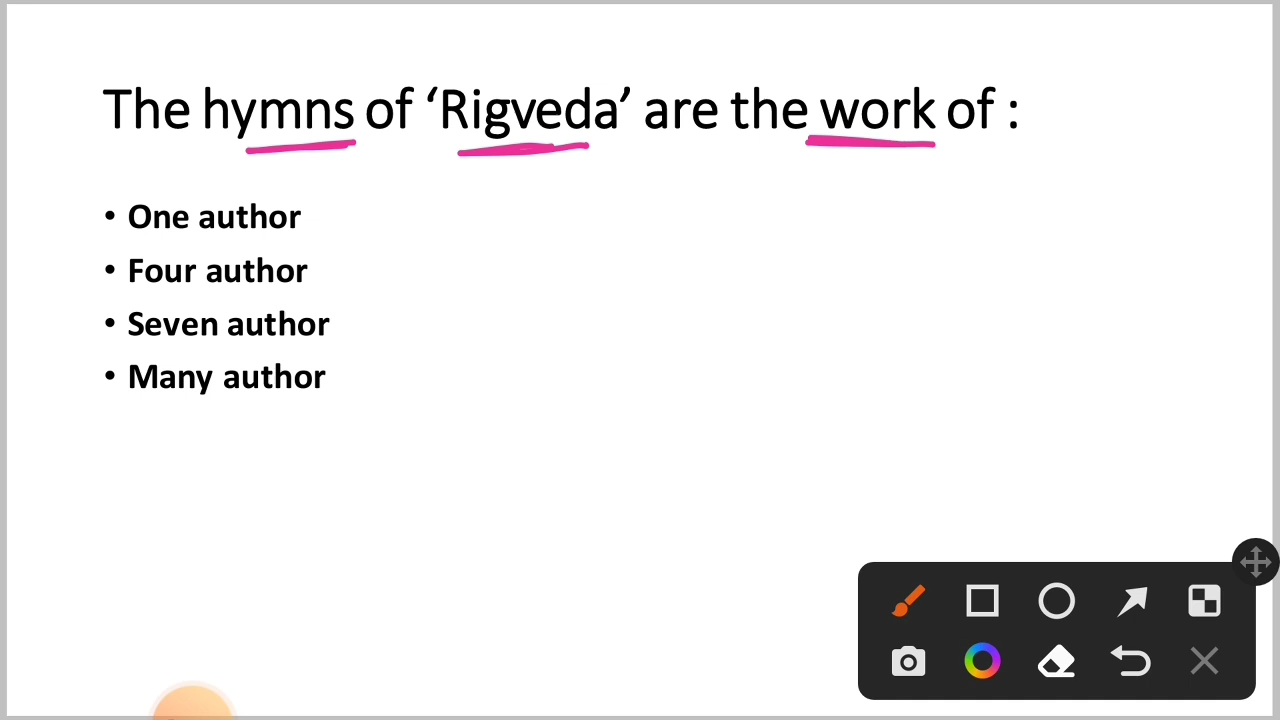 The hymns of ‘Rigveda’ are the work of :
• One author
• Four author
• Seven author
• Many author